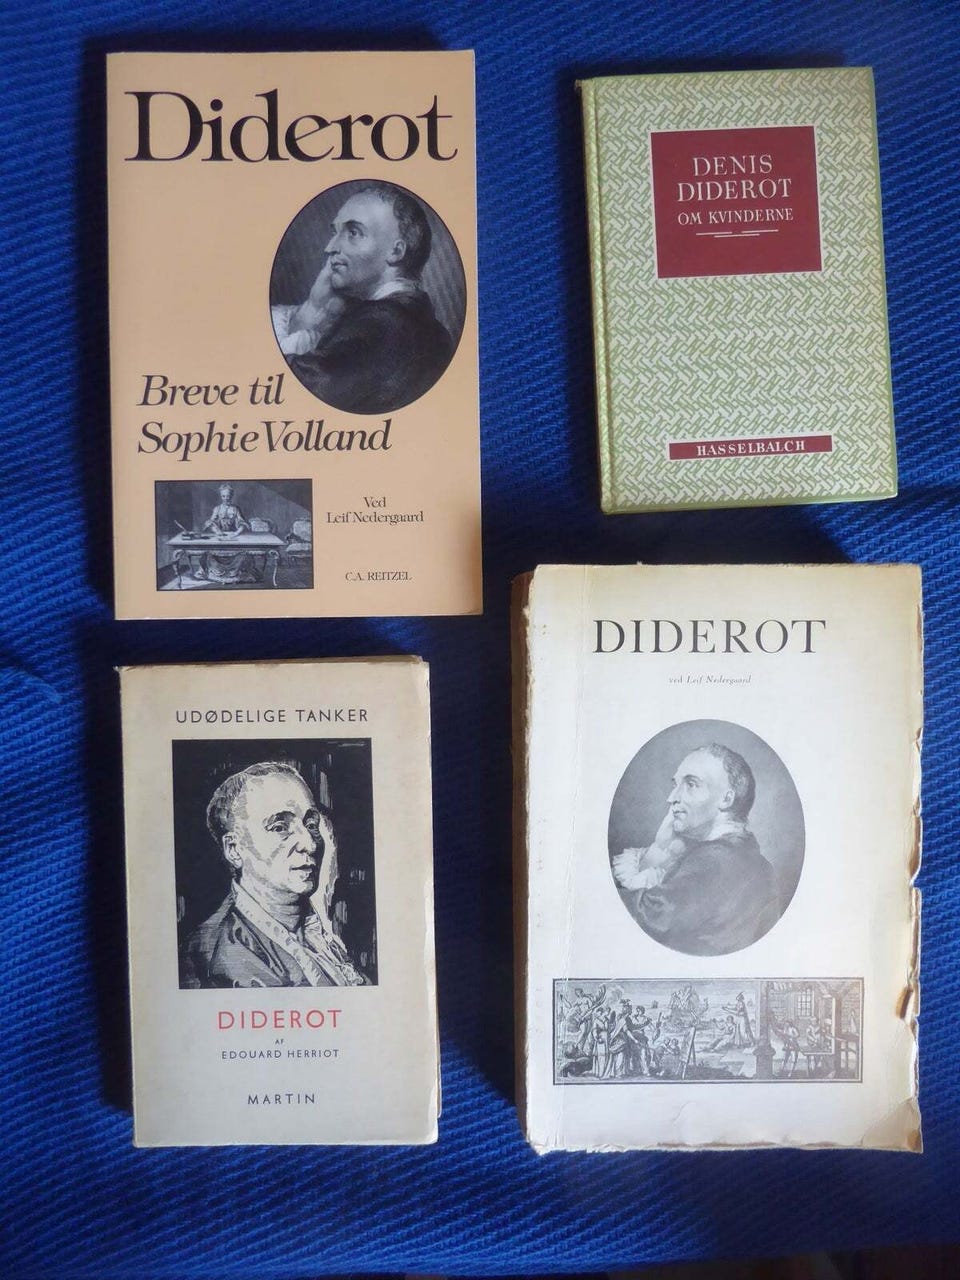 Diderot
Breve til
Sophie Volland
Ved
Leif Nedergaard
C.A. REITZEL
DENIS
DIDEROT
OM KVINDERNE
HASSELBALCH
UDØDELIGE TANKER
DIDEROT
AF
EDOUARD HERRIOT
MARTIN
DIDEROT
ved Leif Nedergaard